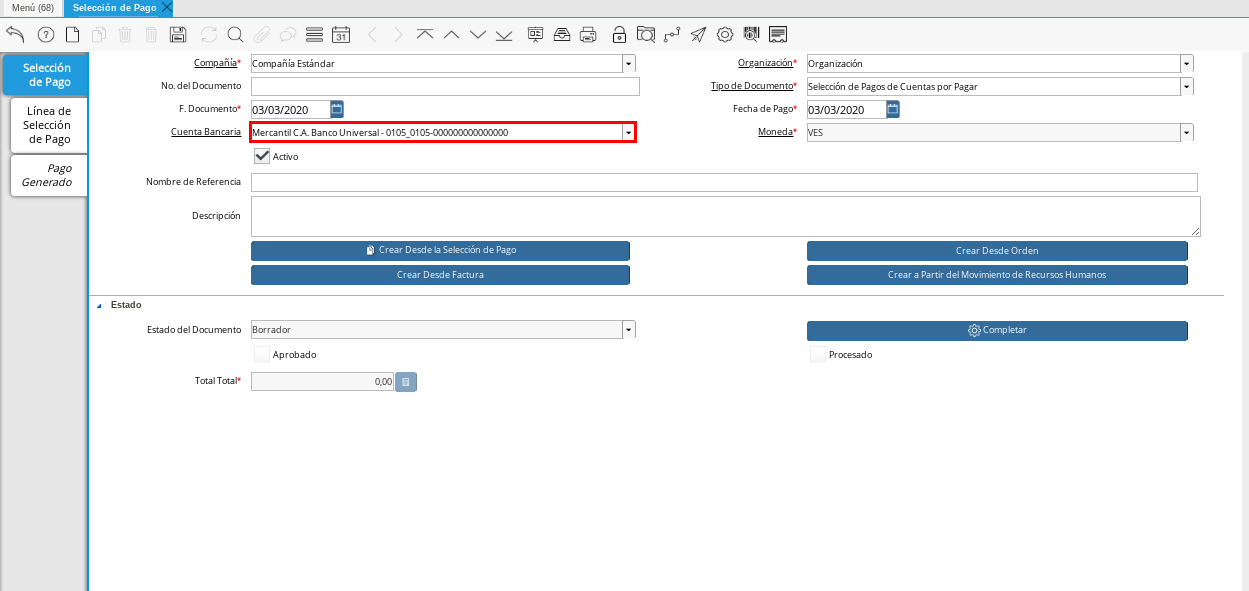 Menú (68)
Selección de Pago
31
Selección de Pago
Línea de Selección de Pago
Pago Generado
Compañía* Compañía Estándar
Organización* Organización
No. del Documento
Tipo de Documento* Selección de Pagos de Cuentas por Pagar
F. Documento* 03/03/2020
Fecha de Pago* 03/03/2020
Cuenta Bancaria Mercantil C.A. Banco Universal - 0105_0105-000000000000000
Moneda* VES
Activo
Nombre de Referencia
Descripción
Crear Desde la Selección de Pago
Crear Desde Orden
Crear Desde Factura
Crear a Partir del Movimiento de Recursos Humanos
Estado
Estado del Documento Borrador
Completar
Aprobado
Procesado
Total Total* 0,00